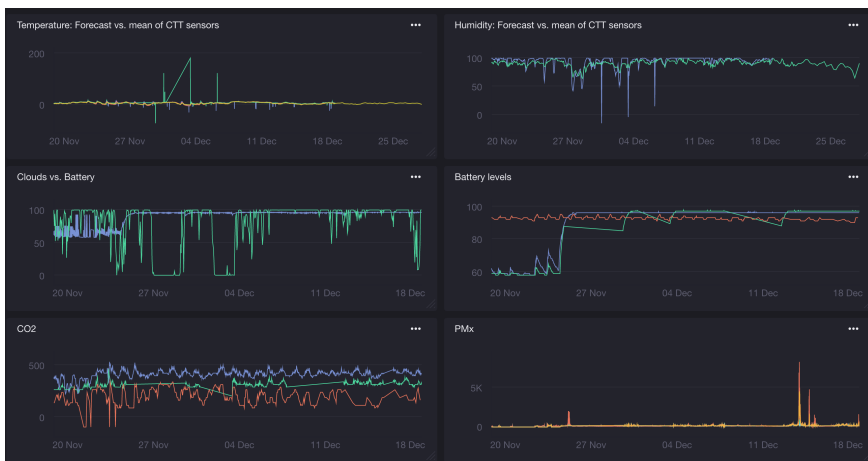 Temperature: Forecast vs. mean of CTT sensors •••
200
0
20 Nov 27 Nov 04 Dec 11 Dec 18 Dec 25 Dec
Humidity: Forecast vs. mean of CTT sensors •••
100
50
0
20 Nov 27 Nov 04 Dec 11 Dec 18 Dec 25 Dec
Clouds vs. Battery •••
100
50
0
20 Nov 27 Nov 04 Dec 11 Dec 18 Dec
Battery levels •••
100
80
60
20 Nov 27 Nov 04 Dec 11 Dec 18 Dec
CO2 •••
500
0
20 Nov 27 Nov 04 Dec 11 Dec 18 Dec
PMx •••
5K
0
20 Nov 27 Nov 04 Dec 11 Dec 18 Dec